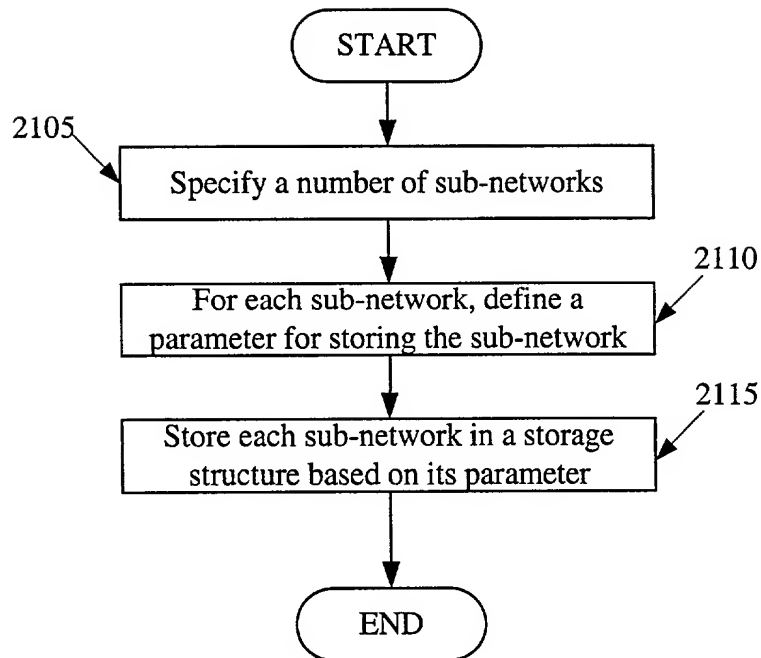 START
2105
Specify a number of sub-networks
2110
For each sub-network, define a
parameter for storing the sub-network
2115
Store each sub-network in a storage
structure based on its parameter
END